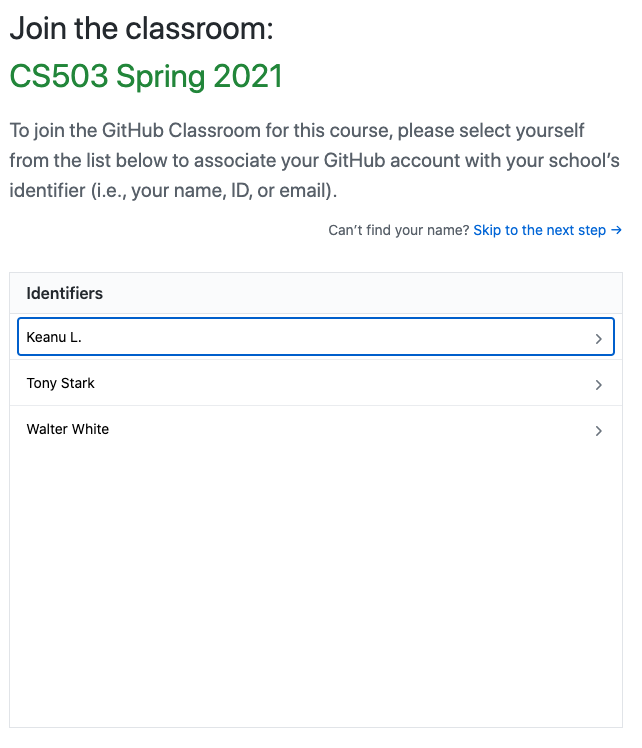 Join the classroom:
CS503 Spring 2021
To join the GitHub Classroom for this course, please select yourself
from the list below to associate your GitHub account with your school’s
identifier (i.e., your name, ID, or email).
Can’t find your name? Skip to the next step →
Identifiers
Keanu L.
Tony Stark
Walter White